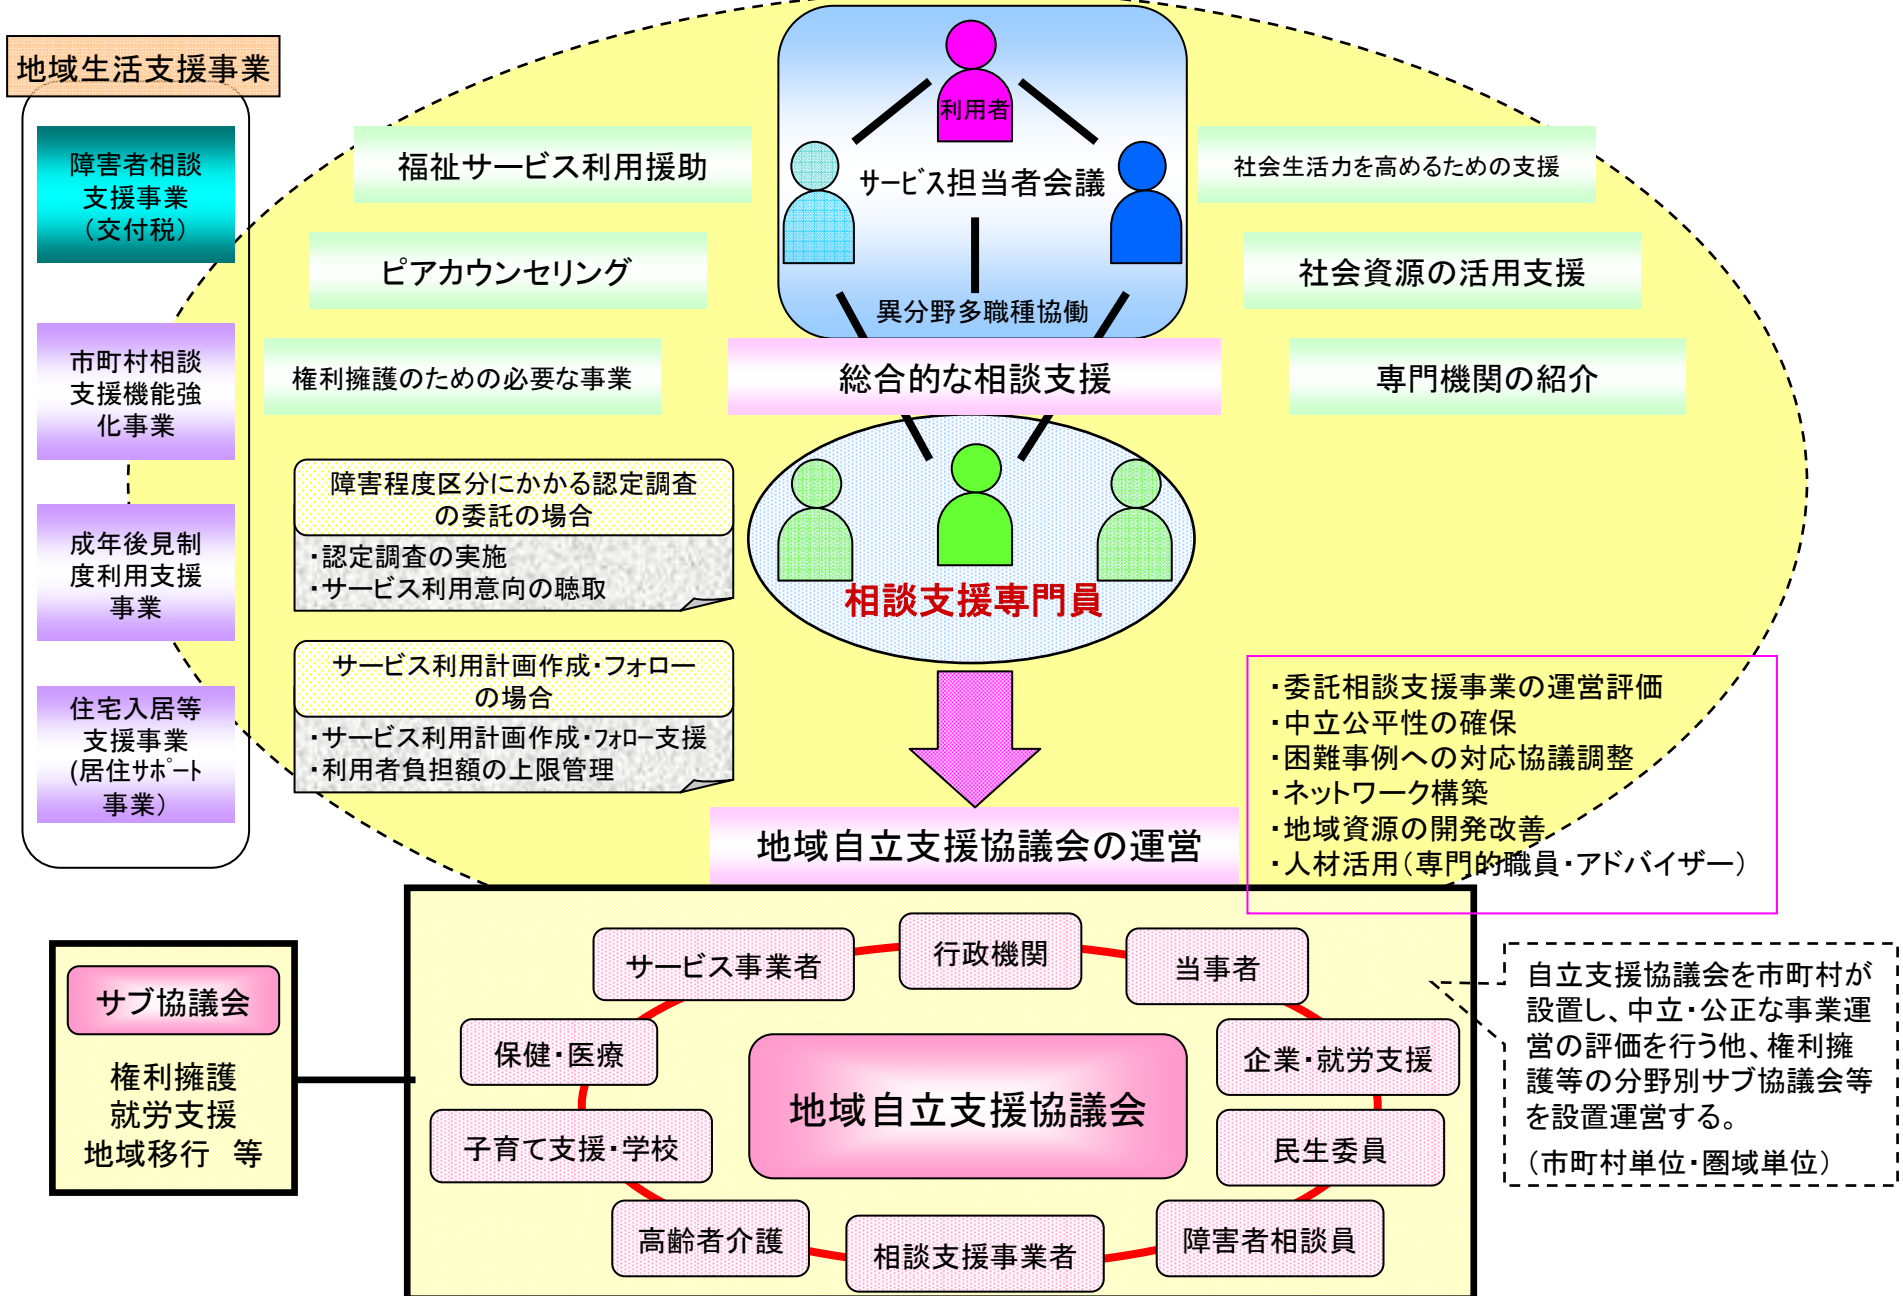 地域生活支援事業
障害者相談
支援事業
（交付税）
市町村相談
支援機能強
化事業
成年後見制
度利用支援
事業
住宅入居等
支援事業
(居住ｻﾎﾟｰﾄ
事業）
利用者
サービス担当者会議
異分野多職種協働
福祉サービス利用援助
ピアカウンセリング
権利擁護のための必要な事業
総合的な相談支援
社会生活力を高めるための支援
社会資源の活用支援
専門機関の紹介
障害程度区分にかかる認定調査
の委託の場合
・認定調査の実施
・サービス利用意向の聴取
サービス利用計画作成・フォロー
の場合
・サービス利用計画作成・ﾌｫﾛｰ支援
・利用者負担額の上限管理
相談支援専門員
・委託相談支援事業の運営評価
・中立公平性の確保
・困難事例への対応協議調整
・ネットワーク構築
・地域資源の開発改善
・人材活用（専門的職員・アドバイザー）
地域自立支援協議会の運営
サブ協議会
権利擁護
就労支援
地域移行　等
サービス事業者
行政機関
当事者
保健・医療
企業・就労支援
地域自立支援協議会
子育て支援・学校
民生委員
高齢者介護
相談支援事業者
障害者相談員
自立支援協議会を市町村が
設置し、中立・公正な事業運
営の評価を行う他、権利擁
護等の分野別サブ協議会等
を設置運営する。
（市町村単位・圏域単位）